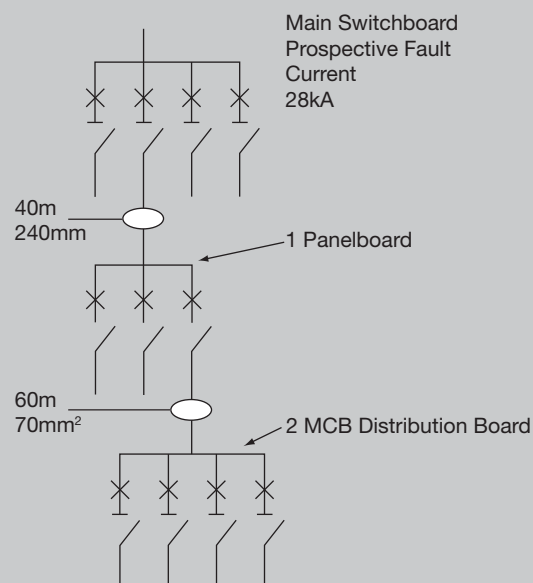 Main Switchboard
Prospective Fault
Current
28kA
40m
240mm
1 Panelboard
60m
70mm²
2 MCB Distribution Board